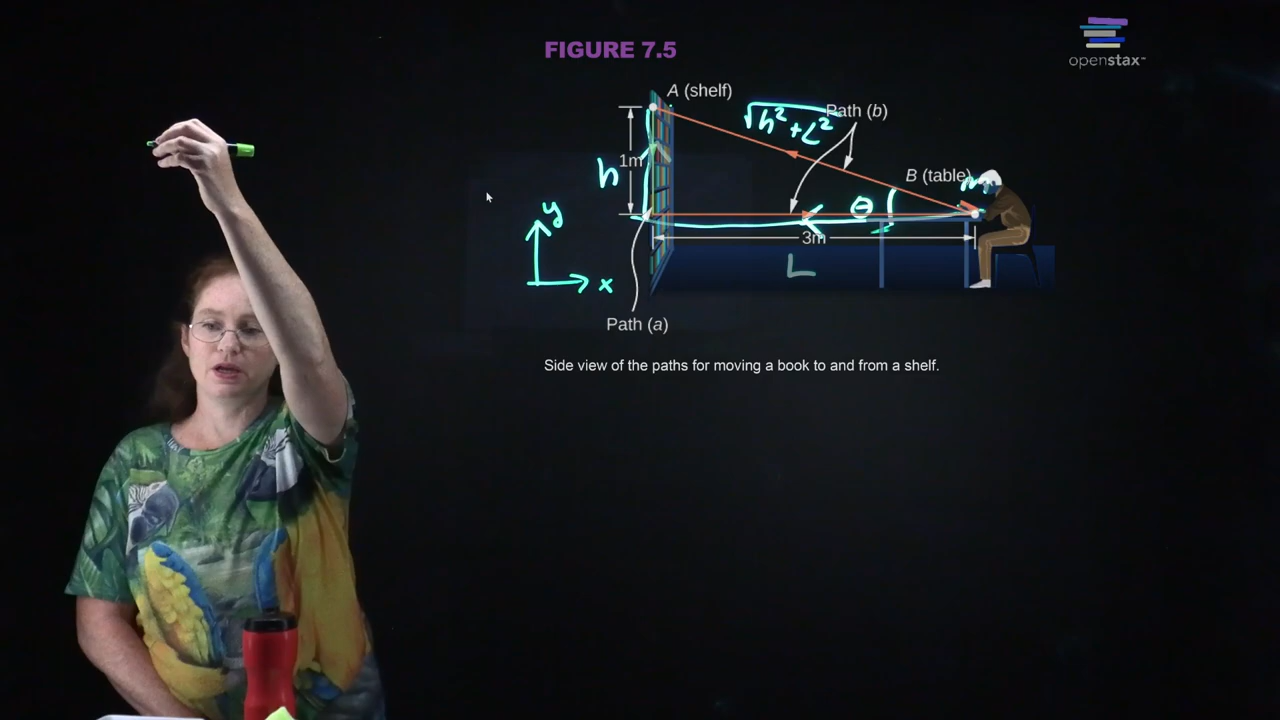 FIGURE 7.5
openstax
A (shelf)
√h²+L²
Path (b)
1m
h
B (table)
m
θ
y
x
3m
L
Path (a)
Side view of the paths for moving a book to and from a shelf.